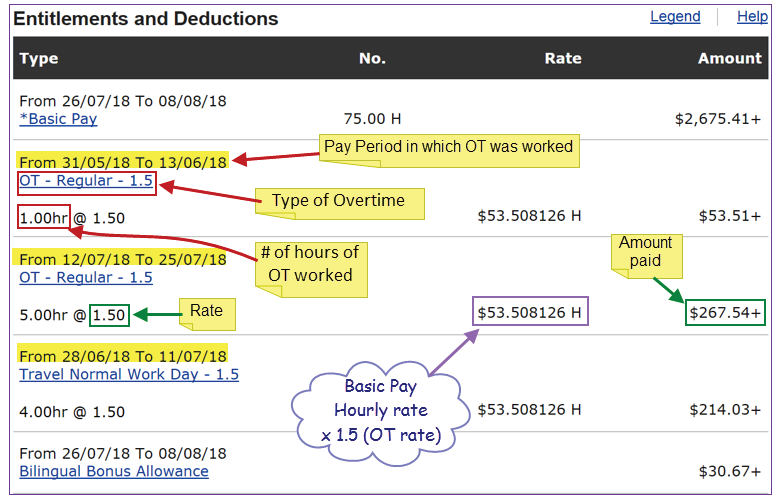 Entitlements and Deductions
Legend
Help
Type No. Rate Amount
From 26/07/18 To 08/08/18
*Basic Pay 75.00 H $2,675.41+
From 31/05/18 To 13/06/18
Pay Period in which OT was worked
OT - Regular - 1.5
Type of Overtime
1.00hr @ 1.50 $53.508126 H $53.51+
# of hours of
OT worked
Amount
paid
From 12/07/18 To 25/07/18
OT - Regular - 1.5
5.00hr @ 1.50 $53.508126 H $267.54+
Rate
From 28/06/18 To 11/07/18
Travel Normal Work Day - 1.5
Basic Pay
Hourly rate
x 1.5 (OT rate)
4.00hr @ 1.50 $53.508126 H $214.03+
From 26/07/18 To 08/08/18
Bilingual Bonus Allowance $30.67+